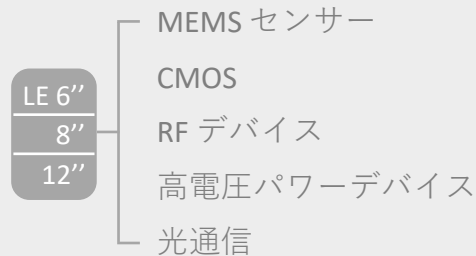 LE 6’’
8’’
12’’
MEMS センサー
CMOS
RF デバイス
高電圧パワーデバイス
光通信